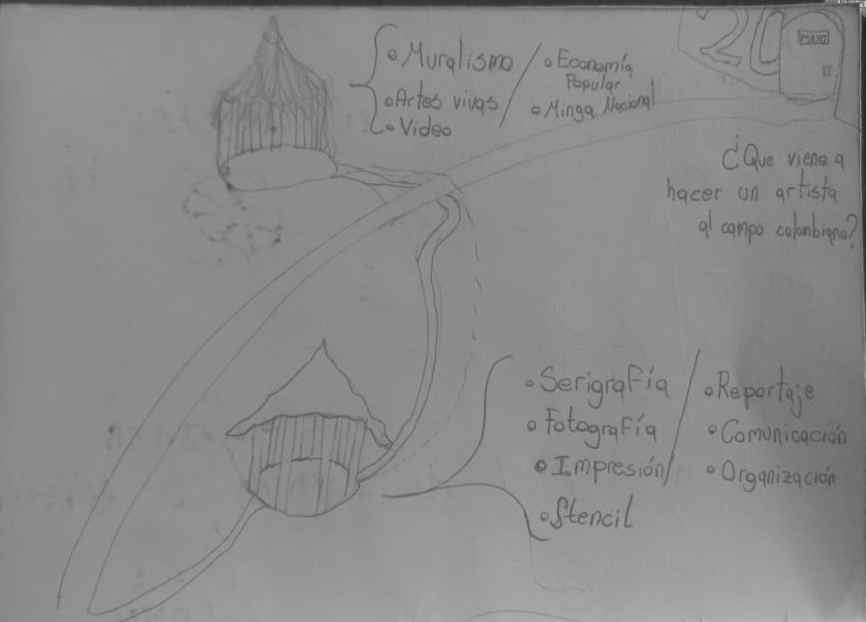 • Muralismo / • Economía
Popular
• Artes vivas • Minga Nacional
• Video
20
MAYO
¿Que viene a
hacer un artista
al campo colombiano?
• Serigrafía / • Reportaje
• Fotografía • Comunicación
• Impresión • Organización
• Stencil